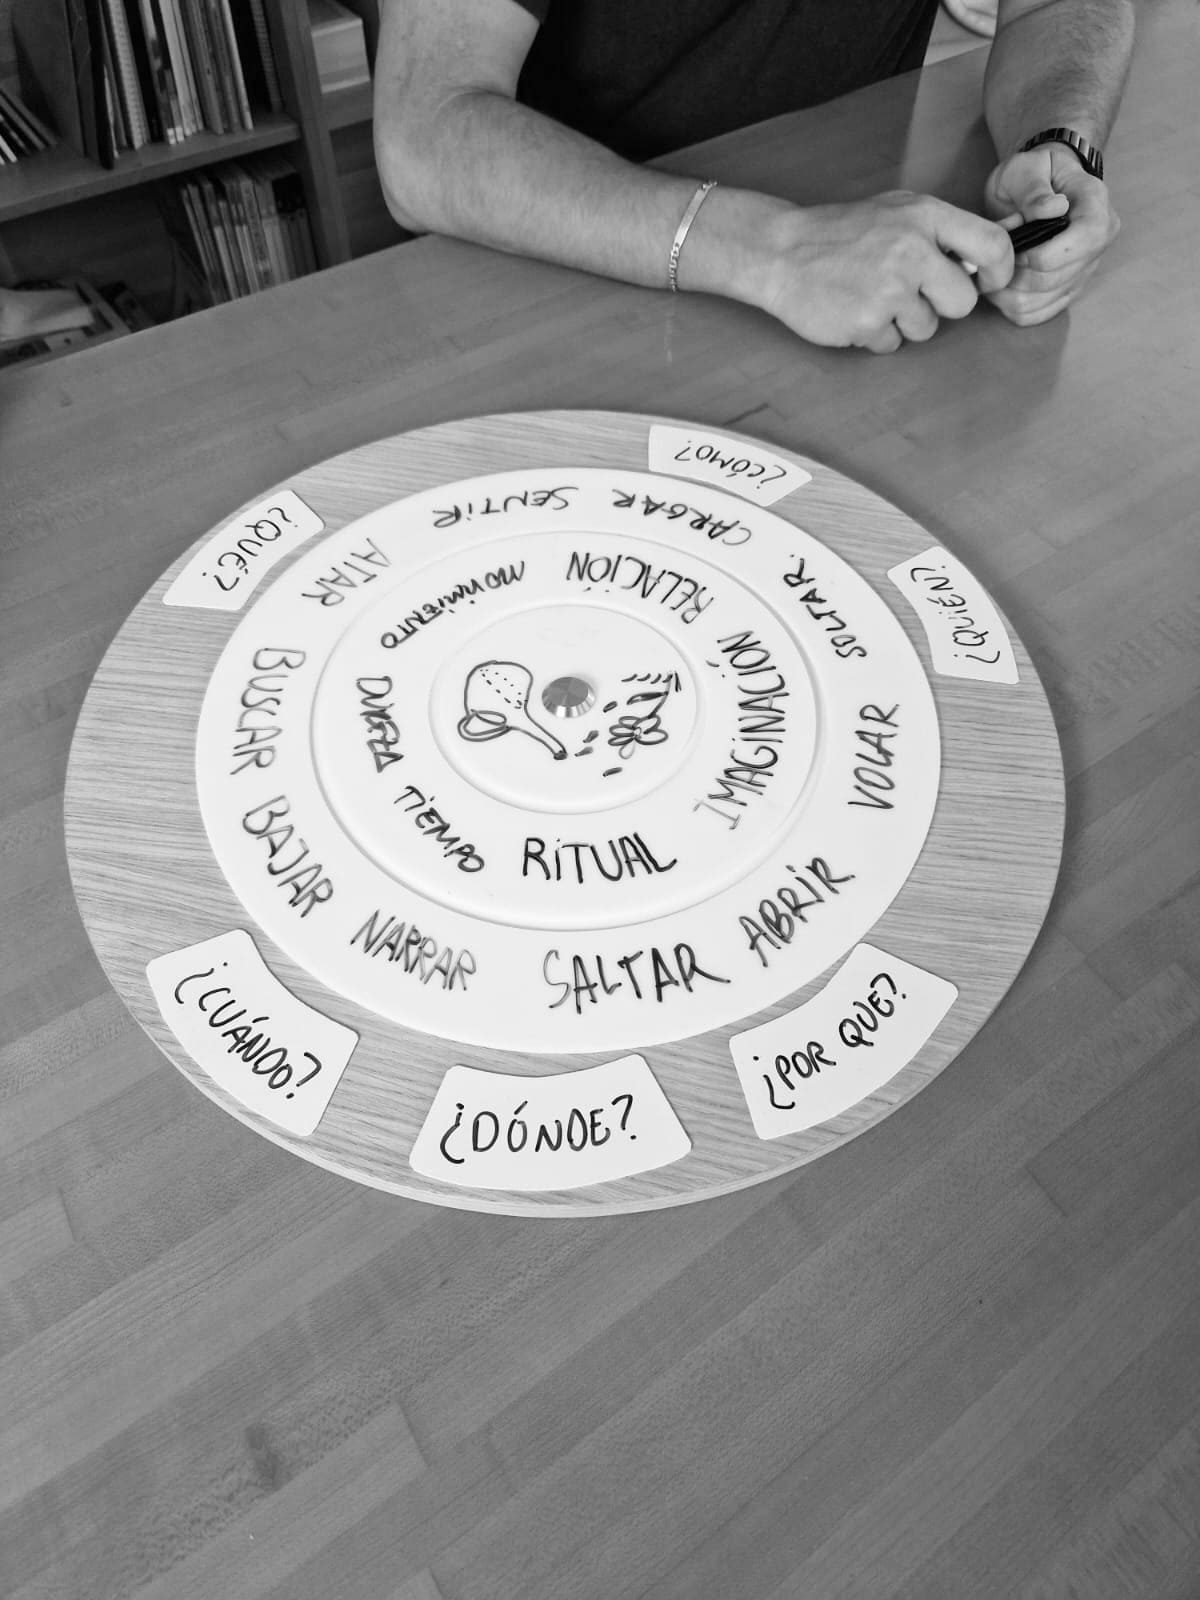 ¿QUÉ?
¿CÓMO?
¿QUIÉN?
¿POR QUE?
¿DÓNDE?
¿CUÁNDO?
ATAR
SENTIR
CARGAR
SOLTAR.
VOLAR
ABRIR
SALTAR
NARRAR
BAJAR
BUSCAR
MOVIMIENTO
RELACIÓN
IMAGINACIÓN
RITUAL
TIEMPO